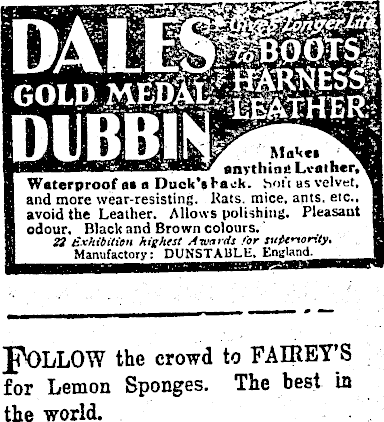 DALES
GOLD MEDAL
DUBBIN
Gives Longer Life
to BOOTS
HARNESS
LEATHER
Makes
anything Leather,
Waterproof as a Duck's back. Soft as velvet,
and more wear-resisting. Rats, mice, ants, etc.,
avoid the Leather. Allows polishing. Pleasant
odour. Black and Brown colours.
22 Exhibition highest Awards for superiority.
Manufactory: DUNSTABLE, England.
FOLLOW the crowd to FAIREY'S
for Lemon Sponges. The best in
the world.